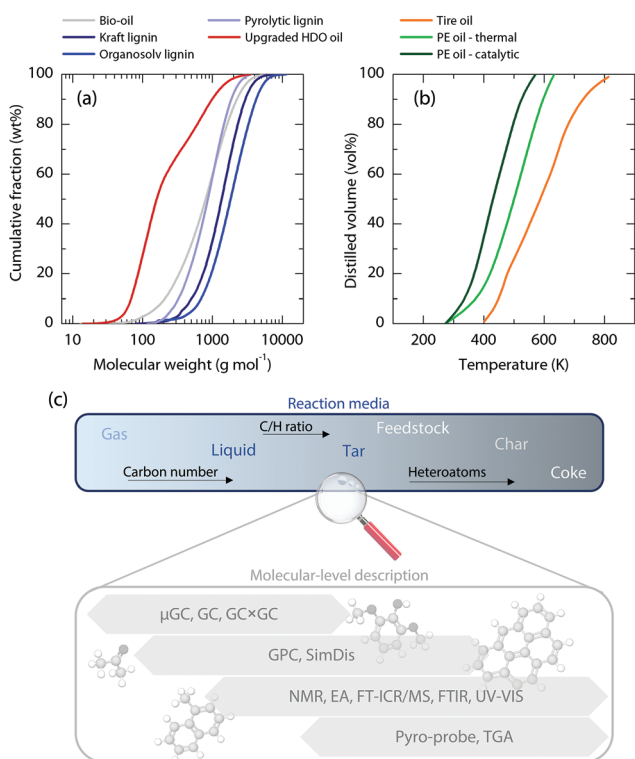 Bio-oil
Kraft lignin
Organosolv lignin
Pyrolytic lignin
Upgraded HDO oil
Tire oil
PE oil - thermal
PE oil - catalytic
(a)
Cumulative fraction (wt%)
100
80
60
40
20
0
10
100
1000
10000
Molecular weight (g mol⁻¹)
(b)
Distilled volume (vol%)
100
80
60
40
20
0
200
400
600
800
Temperature (K)
(c)
Reaction media
Gas
Liquid
C/H ratio
Tar
Feedstock
Char
Carbon number
Heteroatoms
Coke
Molecular-level description
μGC, GC, GC×GC
GPC, SimDis
NMR, EA, FT-ICR/MS, FTIR, UV-VIS
Pyro-probe, TGA